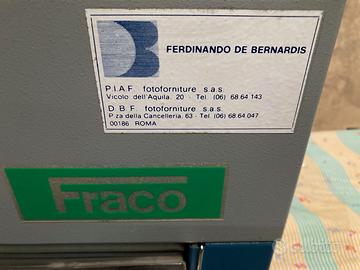 FERDINANDO DE BERNARDIS
P.I.A.F. fotoforniture s.a.s.
Vicolo dell'Aquila. 20 - Tel. (06) 68 64 143
D.B.F. fotoforniture s.a.s.
P.za della Cancelleria. 63 - Tel. (06) 68 64 047
00186 ROMA
Fraco
subito